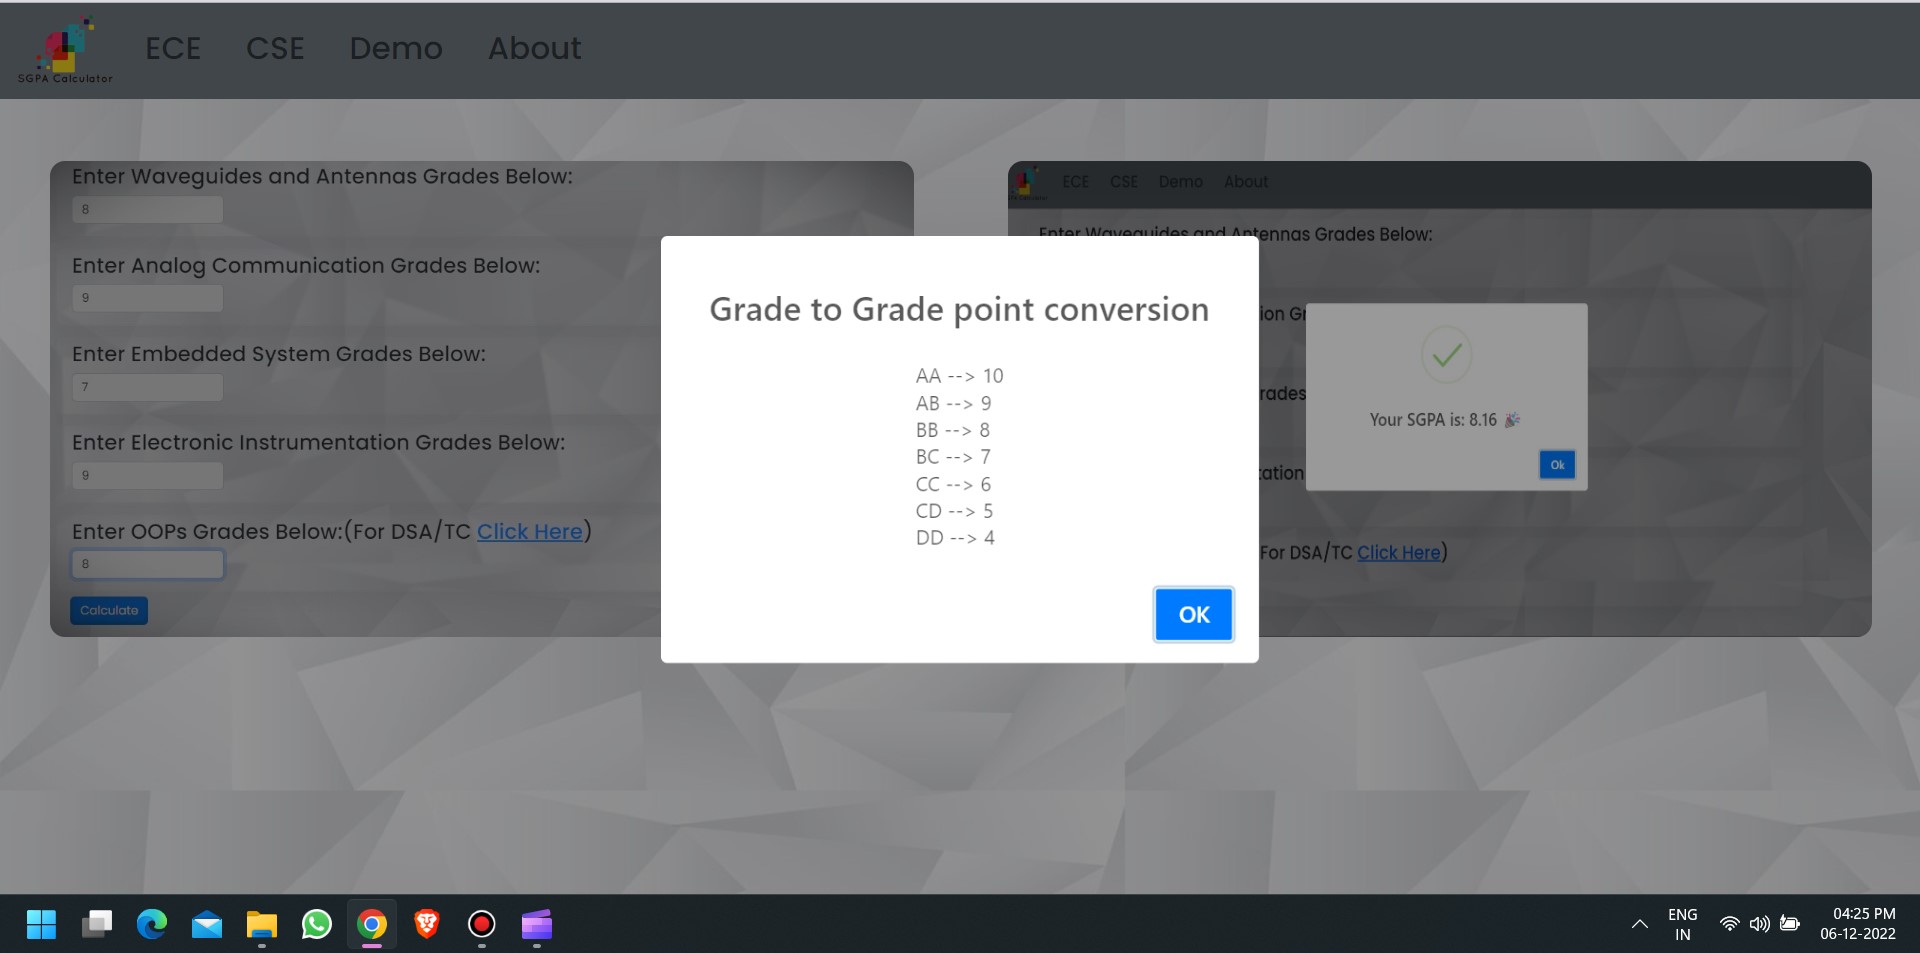 SGPA Calculator
ECE CSE Demo About
Enter Waveguides and Antennas Grades Below:
8
Enter Analog Communication Grades Below:
9
Enter Embedded System Grades Below:
7
Enter Electronic Instrumentation Grades Below:
9
Enter OOPs Grades Below:(For DSA/TC Click Here)
8
Calculate
Grade to Grade point conversion
AA --> 10
AB --> 9
BB --> 8
BC --> 7
CC --> 6
CD --> 5
DD --> 4
OK
ECE CSE Demo About
Enter Waveguides and Antennas Grades Below:
ion Gr
rades
Your SGPA is: 8.16 🎉
Ok
tation
For DSA/TC Click Here)
ENG
IN
04:25 PM
06-12-2022